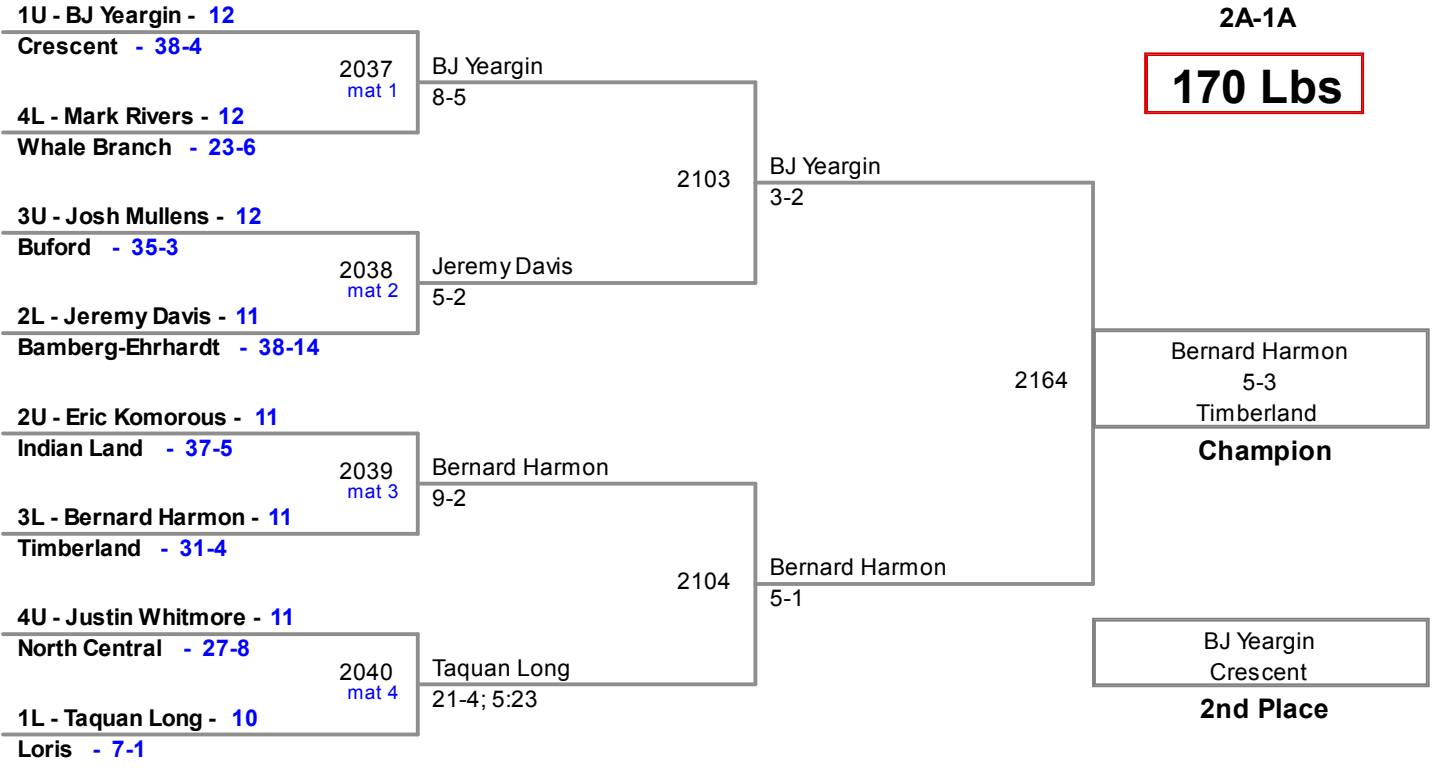 1U - BJ Yeargin - 12
Crescent - 38-4
2037
mat 1
4L - Mark Rivers - 12
Whale Branch - 23-6
BJ Yeargin
8-5
3U - Josh Mullens - 12
Buford - 35-3
2038
mat 2
2L - Jeremy Davis - 11
Bamberg-Ehrhardt - 38-14
Jeremy Davis
5-2
2103
BJ Yeargin
3-2
2U - Eric Komorous - 11
Indian Land - 37-5
2039
mat 3
3L - Bernard Harmon - 11
Timberland - 31-4
Bernard Harmon
9-2
4U - Justin Whitmore - 11
North Central - 27-8
2040
mat 4
1L - Taquan Long - 10
Loris - 7-1
Taquan Long
21-4; 5:23
2104
Bernard Harmon
5-1
2164
2A-1A
170 Lbs
Bernard Harmon
5-3
Timberland
Champion
BJ Yeargin
Crescent
2nd Place